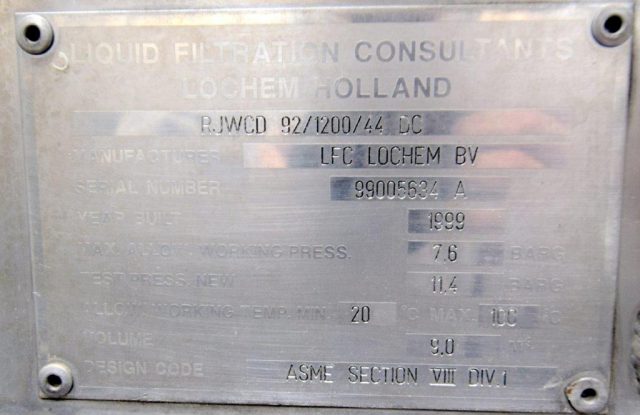 LIQUID FILTRATION CONSULTANTS
LOCHEM HOLLAND
RJWCD 92/1200/44 DC
MANUFACTURER LFC LOCHEM BV
SERIAL NUMBER 99005634 A
YEAR BUILT 1999
MAX. ALLOW. WORKING PRESS. 7,6 BARG
TEST PRESS. NEW 11,4 BARG
ALLOW. WORKING TEMP. MIN. 20 °C MAX. 100 °C
VOLUME 9.0 m³
DESIGN CODE ASME SECTION VIII DIV.1